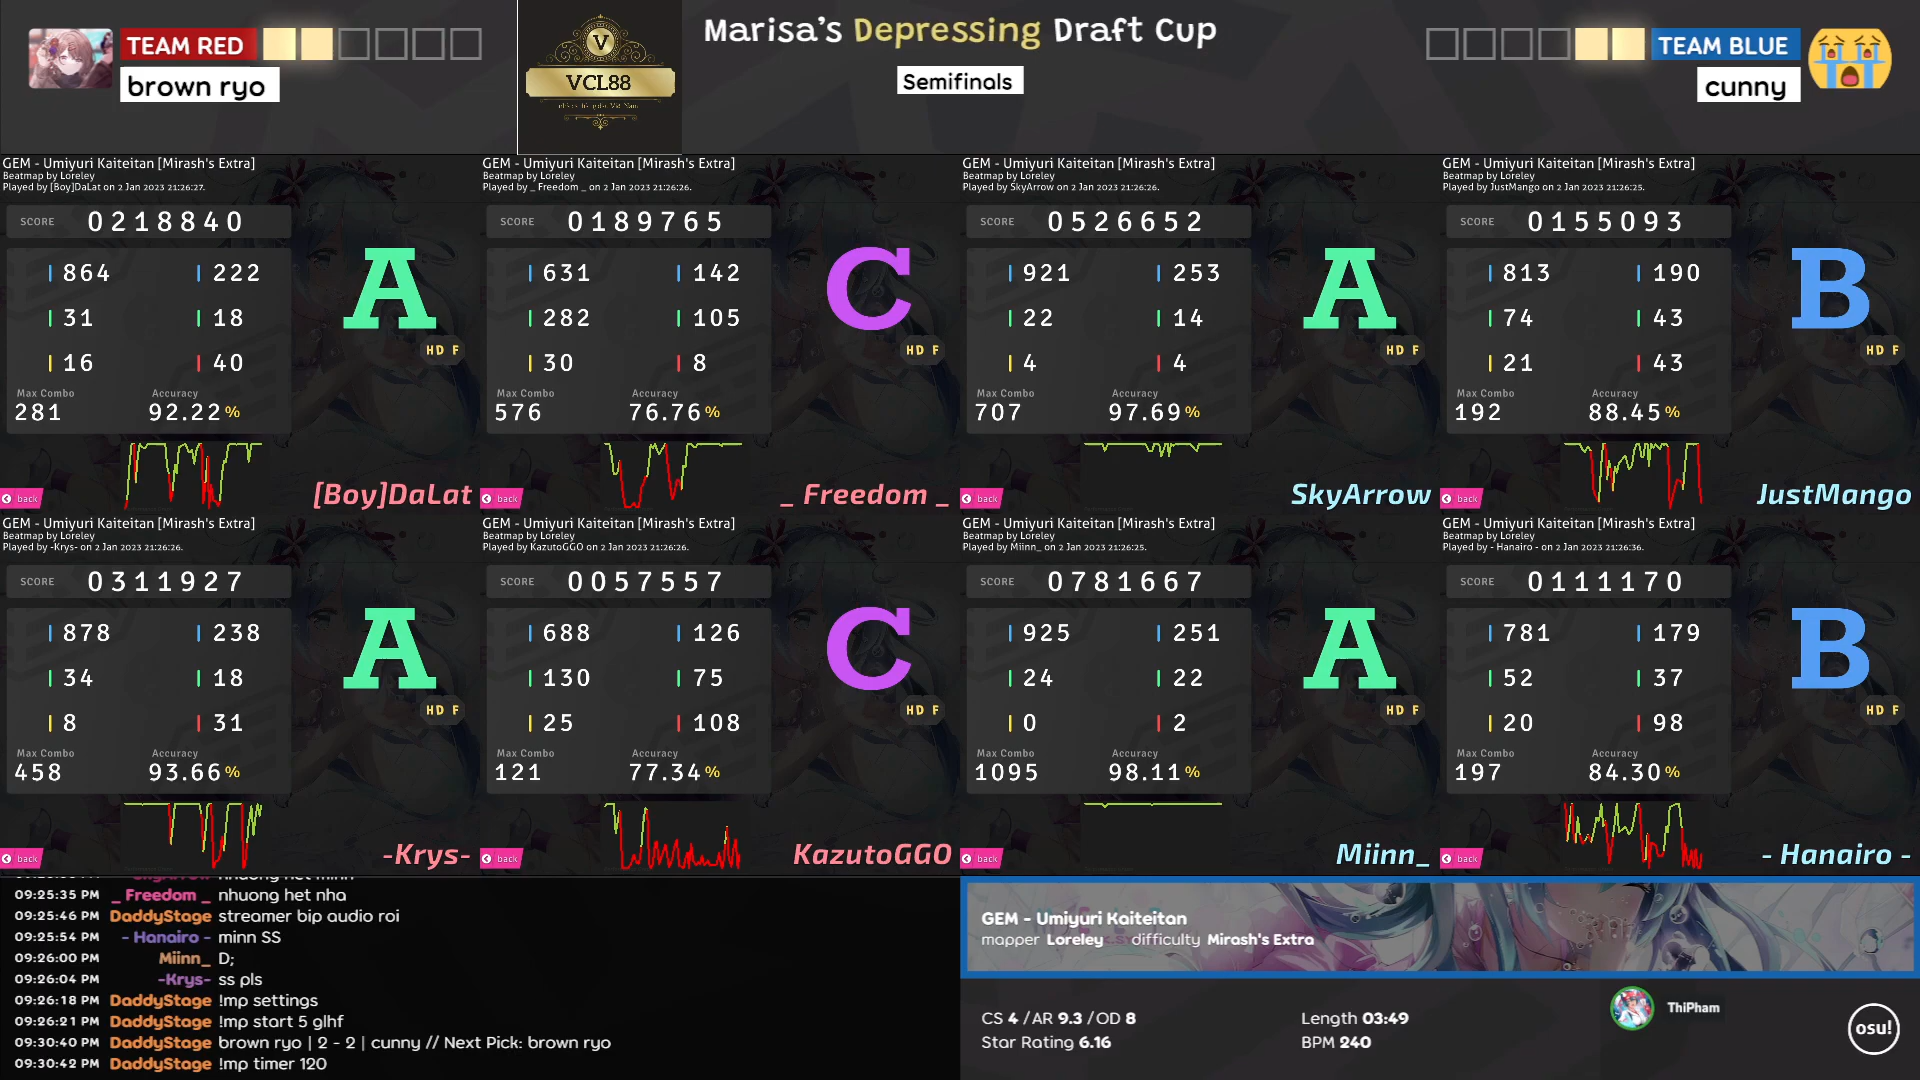 TEAM RED
brown ryo
V
VCL88
Marisa's Depressing Draft Cup
Semifinals
TEAM BLUE
cunny
GEM - Umiyuri Kaiteitan [Mirash's Extra]
Beatmap by Loreley
Played by [Boy]DaLat on 2 Jan 2023 21:26:27.
SCORE 0218840
864 222
31 18
16 40
Max Combo Accuracy
281 92.22%
A
HD F
back
[Boy]DaLat
GEM - Umiyuri Kaiteitan [Mirash's Extra]
Beatmap by Loreley
Played by _ Freedom _ on 2 Jan 2023 21:26:26.
SCORE 0189765
631 142
282 105
30 8
Max Combo Accuracy
576 76.76%
C
HD F
back
_ Freedom _
GEM - Umiyuri Kaiteitan [Mirash's Extra]
Beatmap by Loreley
Played by SkyArrow on 2 Jan 2023 21:26:26.
SCORE 0526652
921 253
22 14
4 4
Max Combo Accuracy
707 97.69%
A
HD F
back
SkyArrow
GEM - Umiyuri Kaiteitan [Mirash's Extra]
Beatmap by Loreley
Played by JustMango on 2 Jan 2023 21:26:25.
SCORE 0155093
813 190
74 43
21 43
Max Combo Accuracy
192 88.45%
B
HD F
back
JustMango
GEM - Umiyuri Kaiteitan [Mirash's Extra]
Beatmap by Loreley
Played by -Krys- on 2 Jan 2023 21:26:26.
SCORE 0311927
878 238
34 18
8 31
Max Combo Accuracy
458 93.66%
A
HD F
back
-Krys-
GEM - Umiyuri Kaiteitan [Mirash's Extra]
Beatmap by Loreley
Played by KazutoGGO on 2 Jan 2023 21:26:26.
SCORE 0057557
688 126
130 75
25 108
Max Combo Accuracy
121 77.34%
C
HD F
back
KazutoGGO
GEM - Umiyuri Kaiteitan [Mirash's Extra]
Beatmap by Loreley
Played by Miinn_ on 2 Jan 2023 21:26:25.
SCORE 0781667
925 251
24 22
0 2
Max Combo Accuracy
1095 98.11%
A
HD F
back
Miinn_
GEM - Umiyuri Kaiteitan [Mirash's Extra]
Beatmap by Loreley
Played by - Hanairo - on 2 Jan 2023 21:26:36.
SCORE 0111170
781 179
52 37
20 98
Max Combo Accuracy
197 84.30%
B
HD F
back
- Hanairo -
09:25:35 PM _ Freedom _ nhuong het nha
09:25:46 PM DaddyStage streamer bip audio roi
09:25:54 PM - Hanairo - minn SS
09:26:00 PM Miinn_ D;
09:26:04 PM -Krys- ss pls
09:26:18 PM DaddyStage !mp settings
09:26:21 PM DaddyStage !mp start 5 glhf
09:30:40 PM DaddyStage brown ryo | 2 - 2 | cunny // Next Pick: brown ryo
09:30:42 PM DaddyStage !mp timer 120
GEM - Umiyuri Kaiteitan
mapper Loreley difficulty Mirash's Extra
CS 4 / AR 9.3 / OD 8
Star Rating 6.16
Length 03:49
BPM 240
ThiPham
osu!